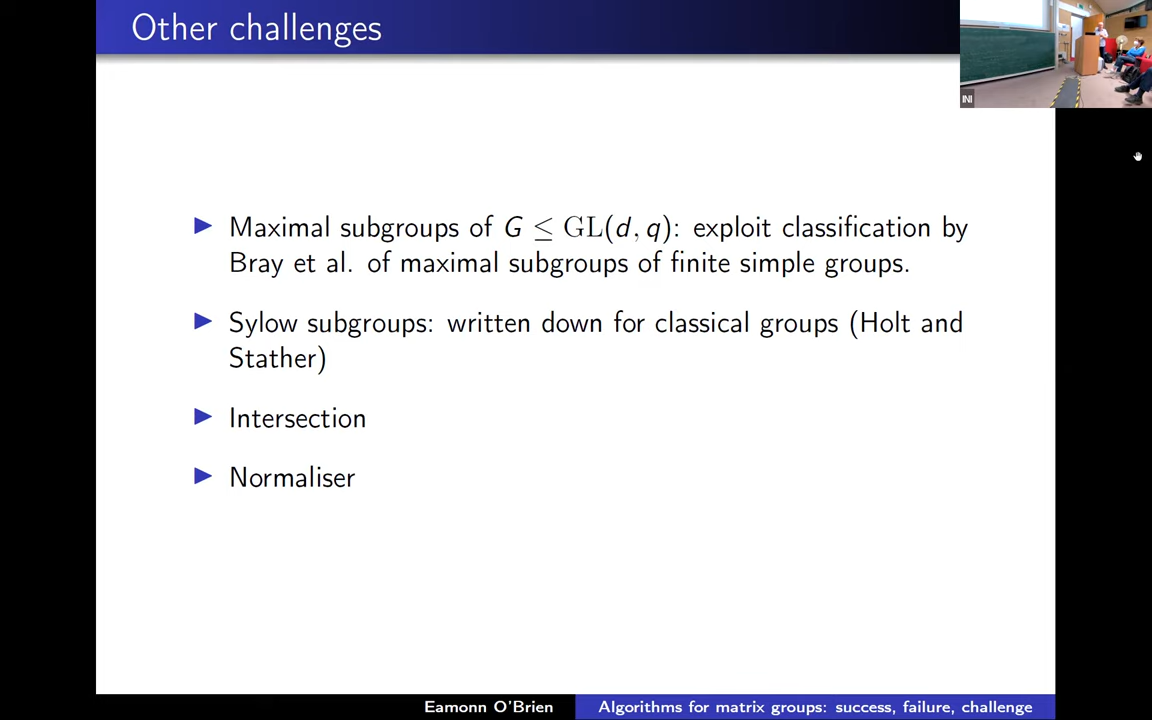 Other challenges
INI
▶ Maximal subgroups of G ≤ GL(d, q): exploit classification by
Bray et al. of maximal subgroups of finite simple groups.
▶ Sylow subgroups: written down for classical groups (Holt and
Stather)
▶ Intersection
▶ Normaliser
Eamonn O'Brien
Algorithms for matrix groups: success, failure, challenge